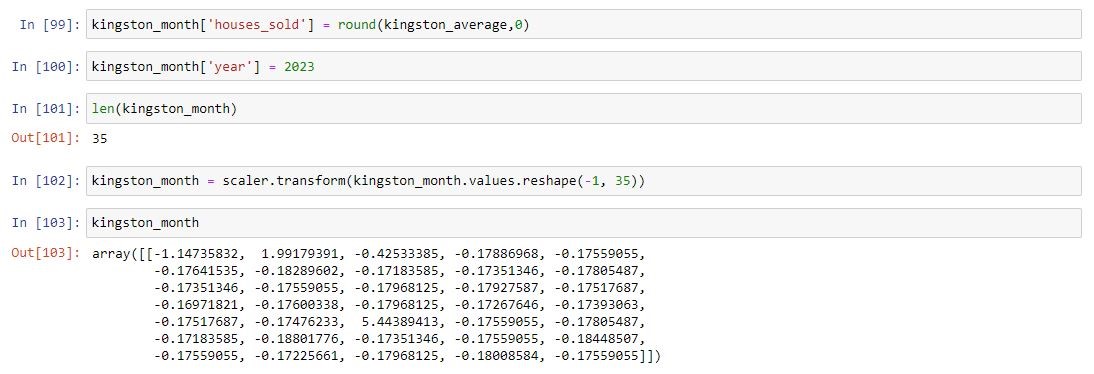 In [99]: kingston_month['houses_sold'] = round(kingston_average,0)
In [100]: kingston_month['year'] = 2023
In [101]: len(kingston_month)
Out[101]: 35
In [102]: kingston_month = scaler.transform(kingston_month.values.reshape(-1, 35))
In [103]: kingston_month
Out[103]: array([[-1.14735832,  1.99179391, -0.42533385, -0.17886968, -0.17559055,
-0.17641535, -0.18289602, -0.17183585, -0.17351346, -0.17805487,
-0.17351346, -0.17559055, -0.17968125, -0.17927587, -0.17517687,
-0.16971821, -0.17600338, -0.17968125, -0.17267646, -0.17393063,
-0.17517687, -0.17476233,  5.44389413, -0.17559055, -0.17805487,
-0.17183585, -0.18801776, -0.17351346, -0.17559055, -0.18448507,
-0.17559055, -0.17225661, -0.17968125, -0.18008584, -0.17559055]])